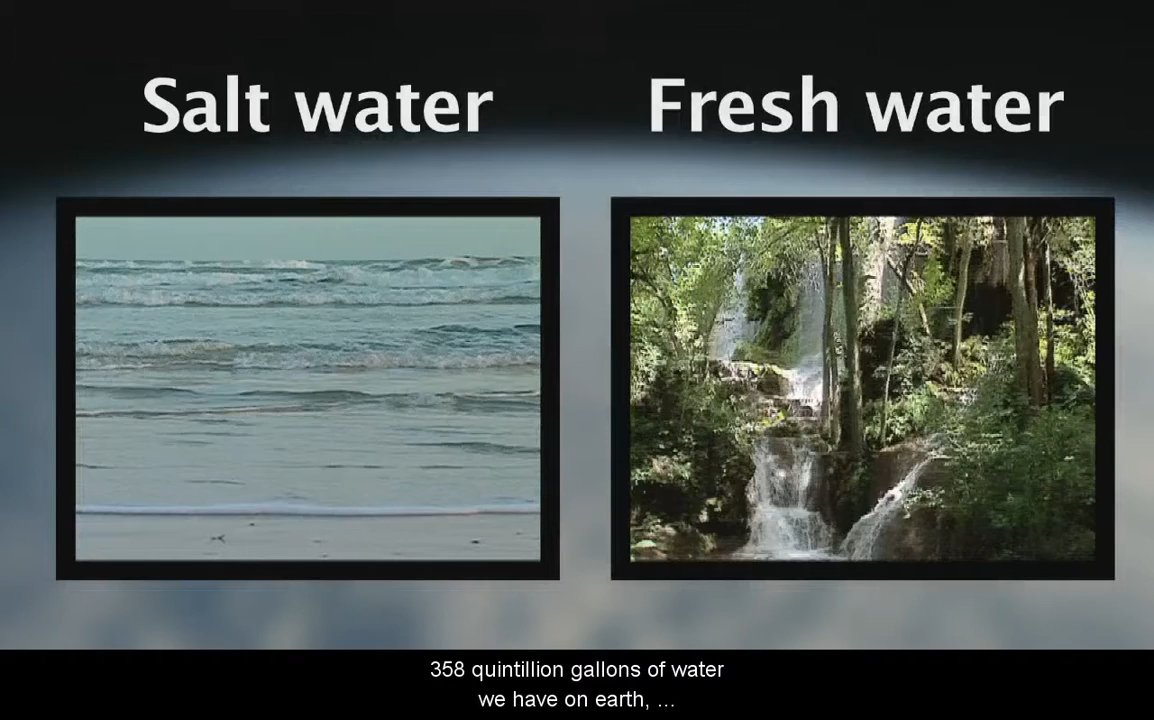 Salt water Fresh water
358 quintillion gallons of water
we have on earth, ...